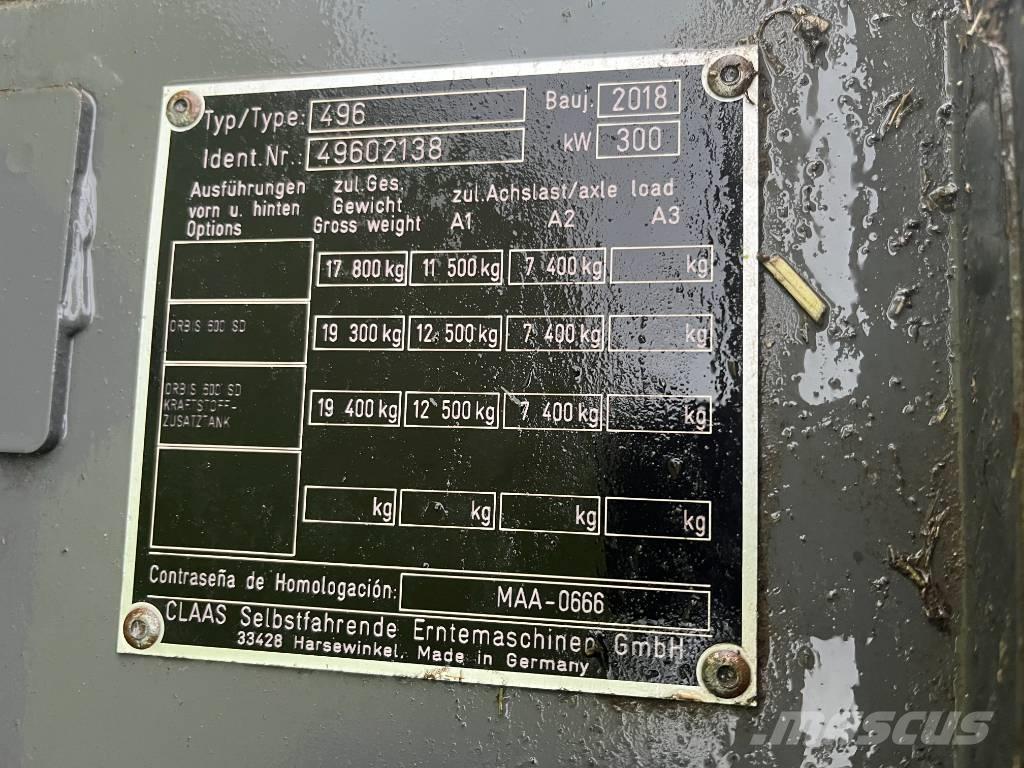 Typ/Type: 496 Bauj. 2018
Ident.Nr.: 49602138 kW 300
Ausführungen zul. Ges. zul. Achslast/axle load
vorn u. hinten Gewicht
Options Gross weight A1 A2 A3
17 800 kg 11 500 kg 7 400 kg kg
ORBIS 600 SD 19 300 kg 12 500 kg 7 400 kg kg
ORBIS 600 SD
KRAFTSTOFF- 19 400 kg 12 500 kg 7 400 kg kg
ZUSATZTANK
kg kg kg kg
Contraseña de Homologación: MAA-0666
CLAAS Selbstfahrende Erntemaschinen GmbH
33428 Harsewinkel. Made in Germany
mascus